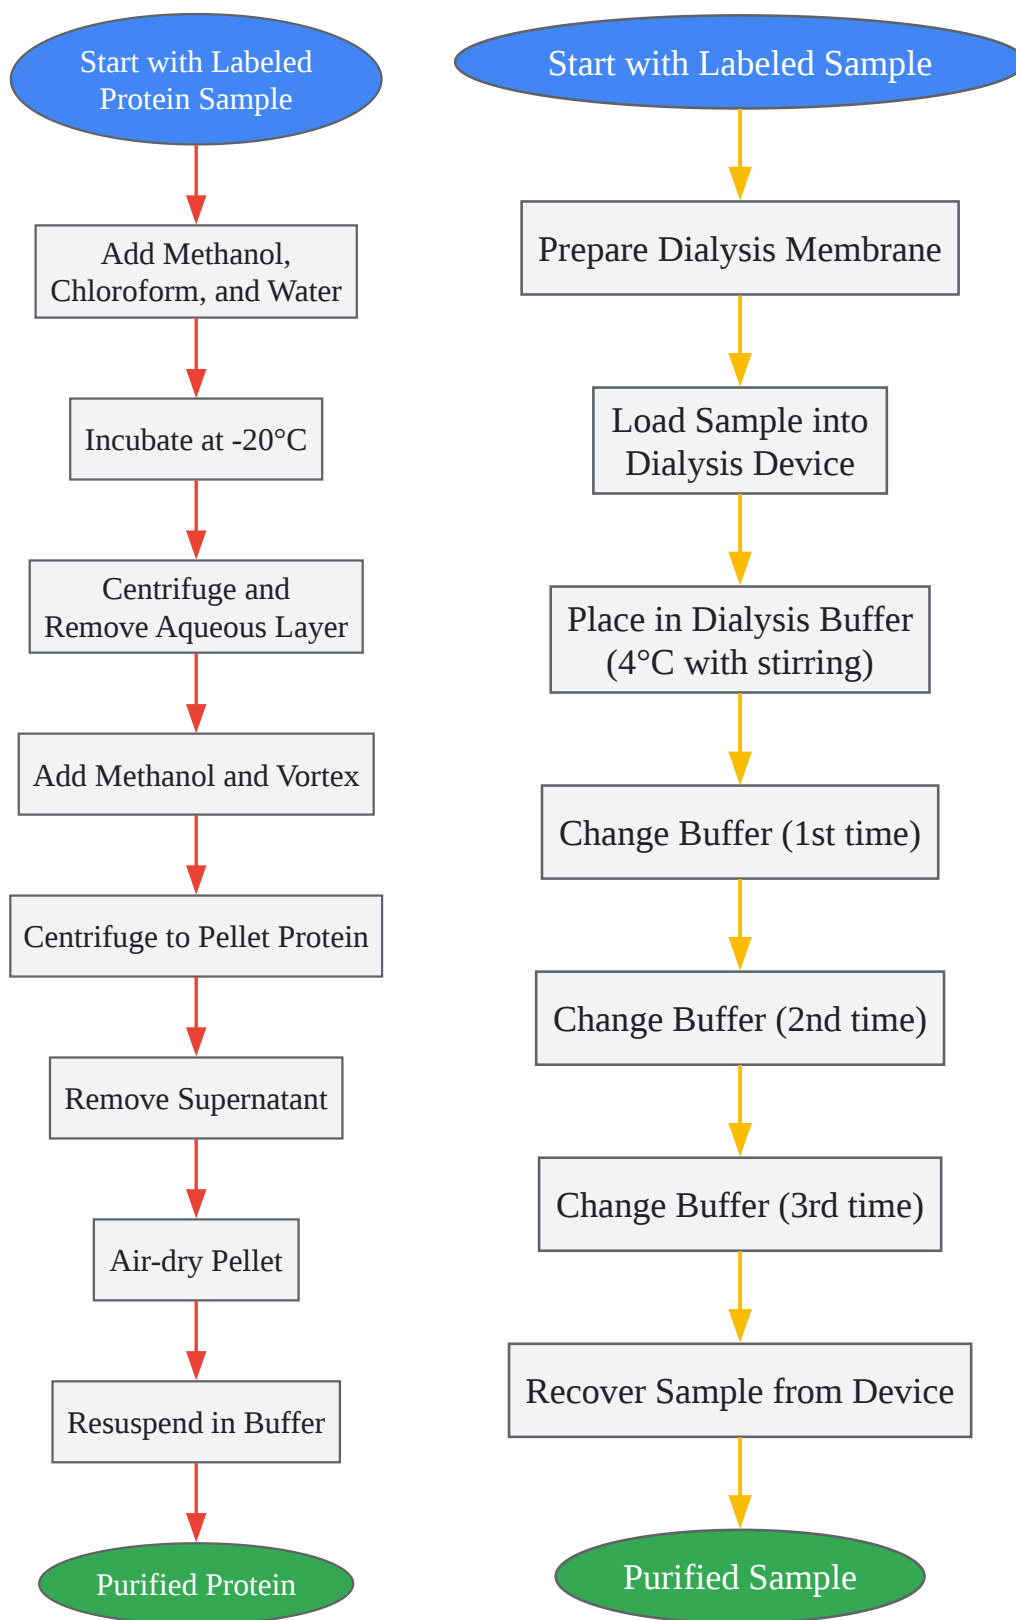 Start with Labeled
Protein Sample
Add Methanol,
Chloroform, and Water
Incubate at -20°C
Centrifuge and
Remove Aqueous Layer
Add Methanol and Vortex
Centrifuge to Pellet Protein
Remove Supernatant
Air-dry Pellet
Resuspend in Buffer
Purified Protein
Start with Labeled Sample
Prepare Dialysis Membrane
Load Sample into
Dialysis Device
Place in Dialysis Buffer
(4°C with stirring)
Change Buffer (1st time)
Change Buffer (2nd time)
Change Buffer (3rd time)
Recover Sample from Device
Purified Sample